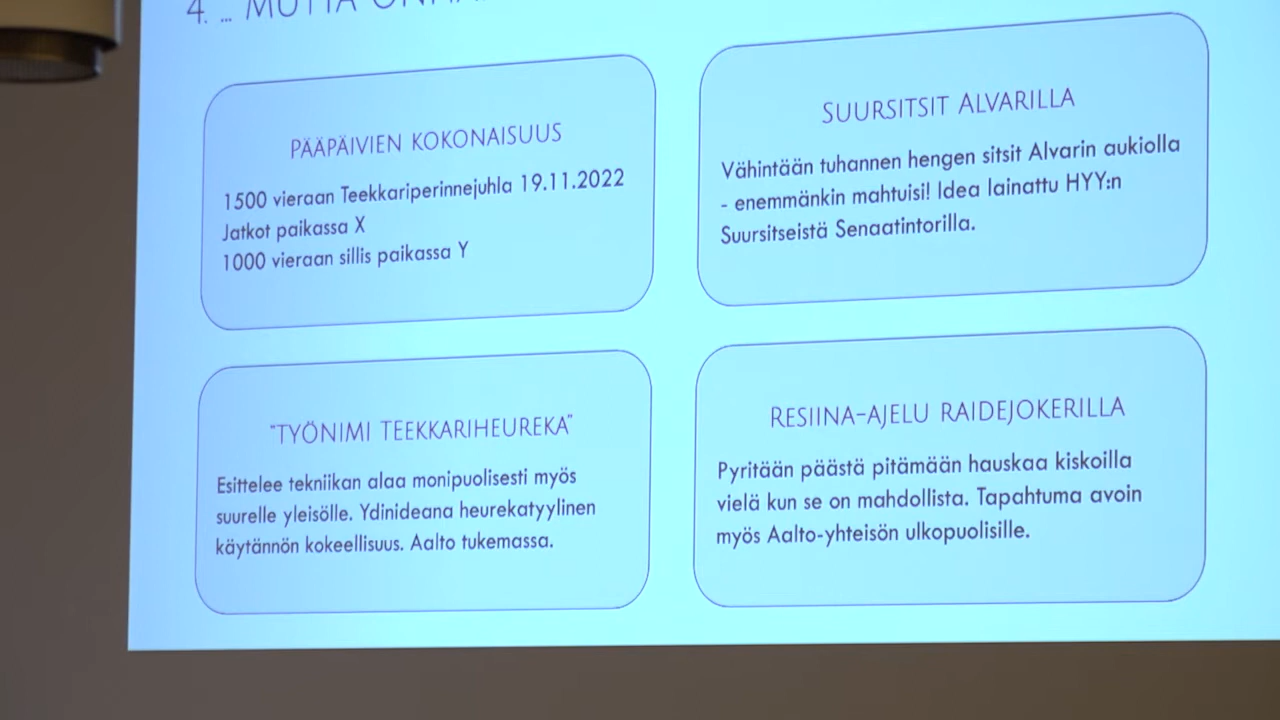 4. ... MUTTA
PÄÄPÄIVIEN KOKONAISUUS
1500 vieraan Teekkariperinnejuhla 19.11.2022
Jatkot paikassa X
1000 vieraan sillis paikassa Y
SUURSITSIT ALVARILLA
Vähintään tuhannen hengen sitsit Alvarin aukiolla
- enemmänkin mahtuisi! Idea lainattu HYY:n
Suursitseistä Senaatintorilla.
"TYÖNIMI TEEKKARIHEUREKA"
Esittelee tekniikan alaa monipuolisesti myös
suurelle yleisölle. Ydinideana heurekatyylinen
käytännön kokeellisuus. Aalto tukemassa.
RESIINA-AJELU RAIDEJOKERILLA
Pyritään päästä pitämään hauskaa kiskoilla
vielä kun se on mahdollista. Tapahtuma avoin
myös Aalto-yhteisön ulkopuolisille.